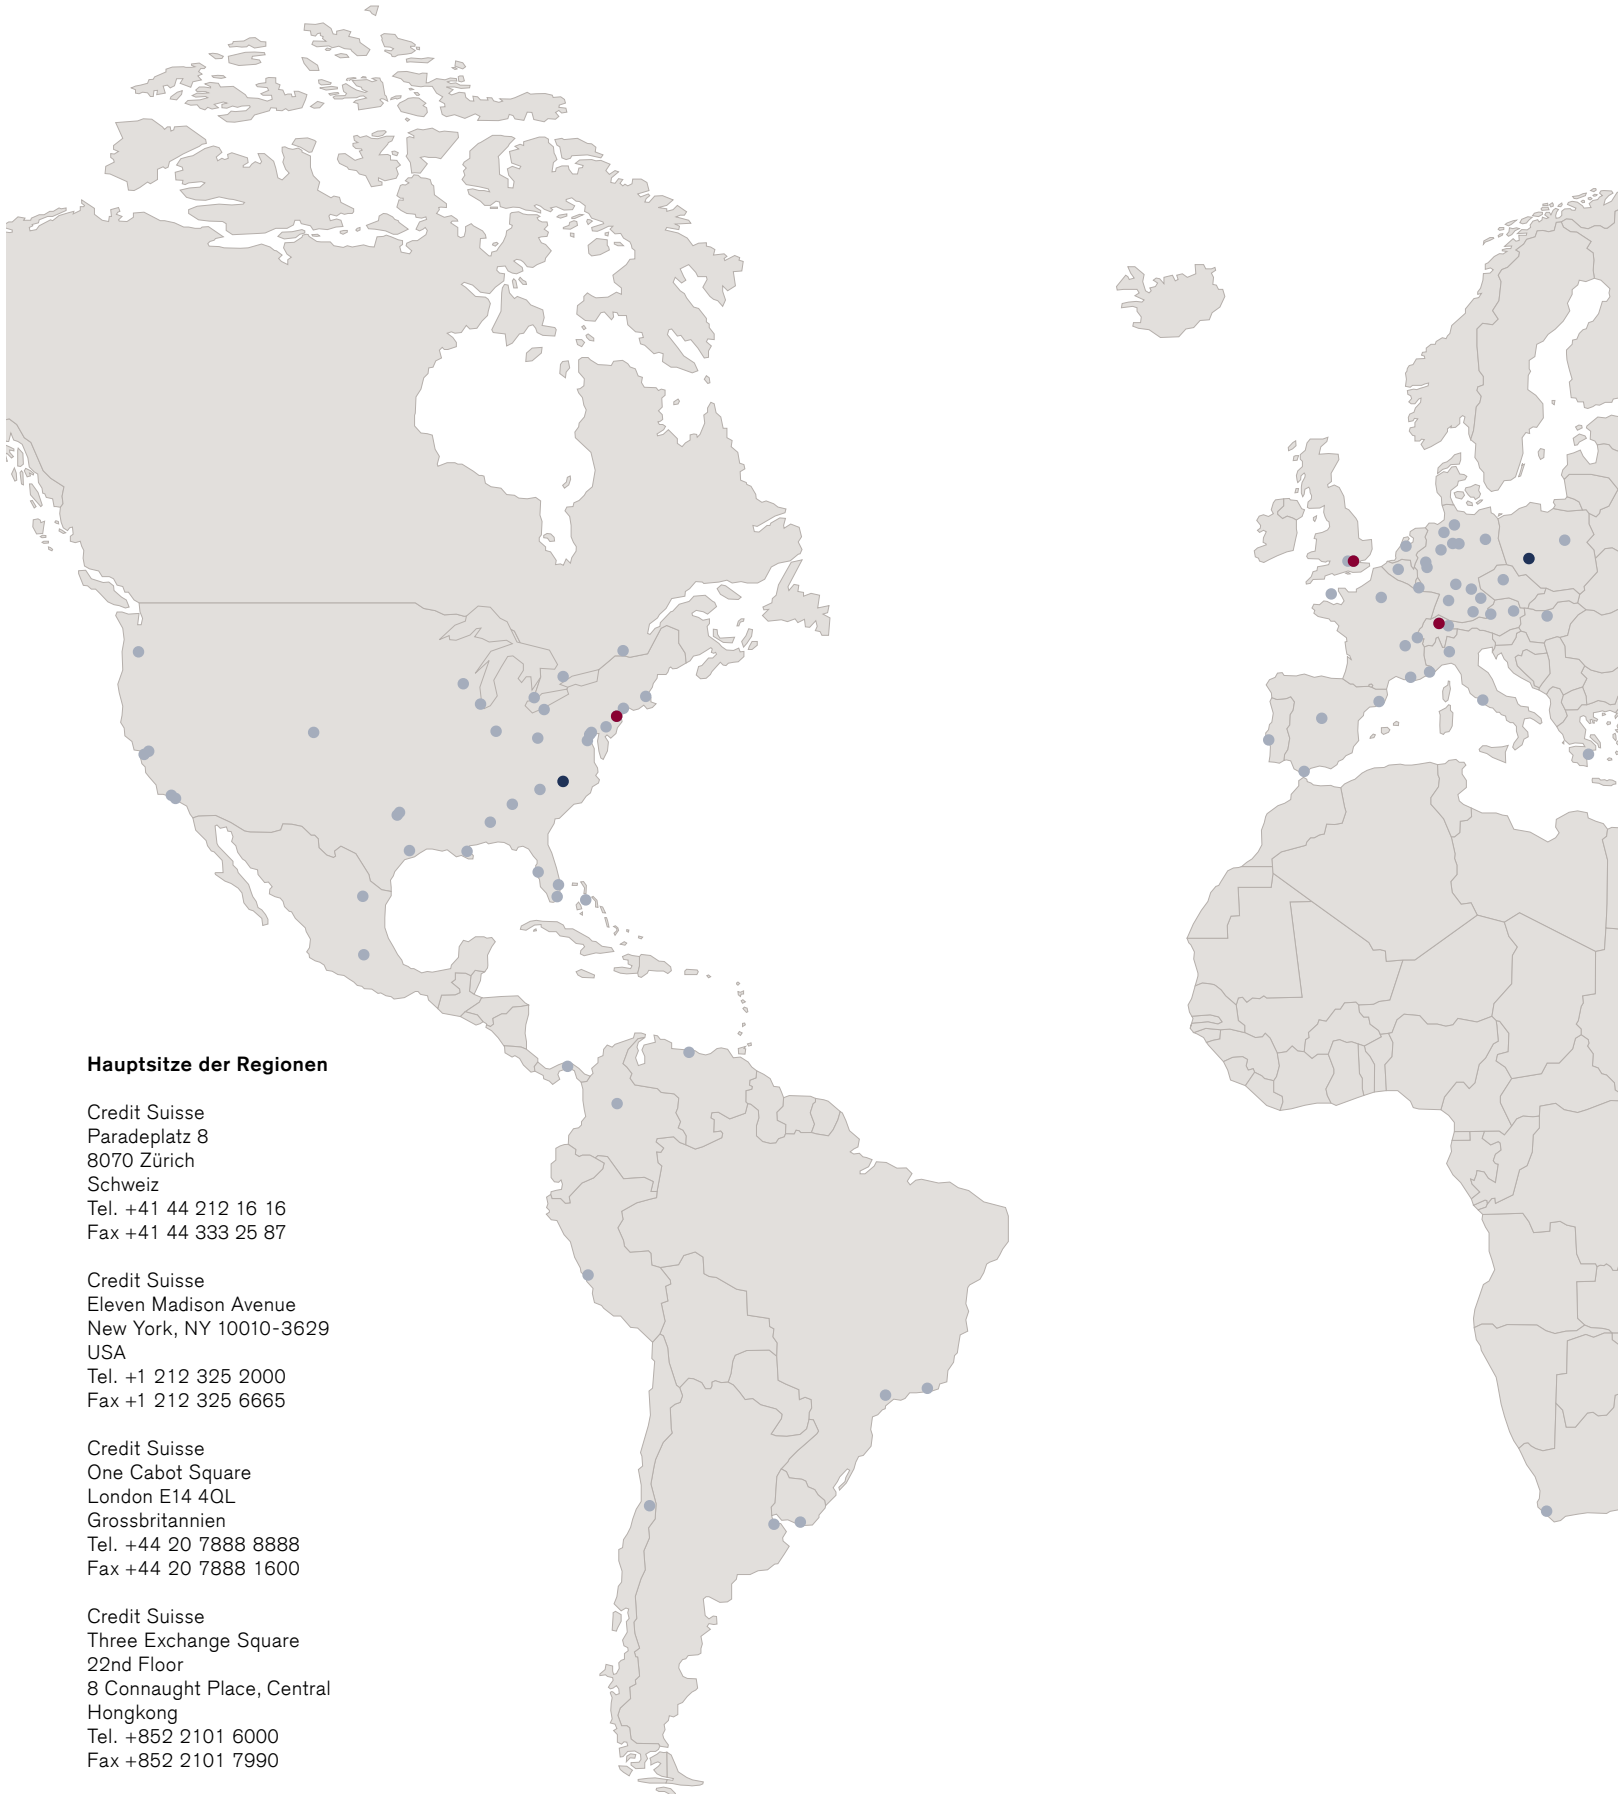 Hauptsitze der Regionen
Credit Suisse
Paradeplatz 8
8070 Zürich
Schweiz
Tel. +41 44 212 16 16
Fax +41 44 333 25 87
Credit Suisse
Eleven Madison Avenue
New York, NY 10010-3629
USA
Tel. +1 212 325 2000
Fax +1 212 325 6665
Credit Suisse
One Cabot Square
London E14 4QL
Grossbritannien
Tel. +44 20 7888 8888
Fax +44 20 7888 1600
Credit Suisse
Three Exchange Square
22nd Floor
8 Connaught Place, Central
Hongkong
Tel. +852 2101 6000
Fax +852 2101 7990